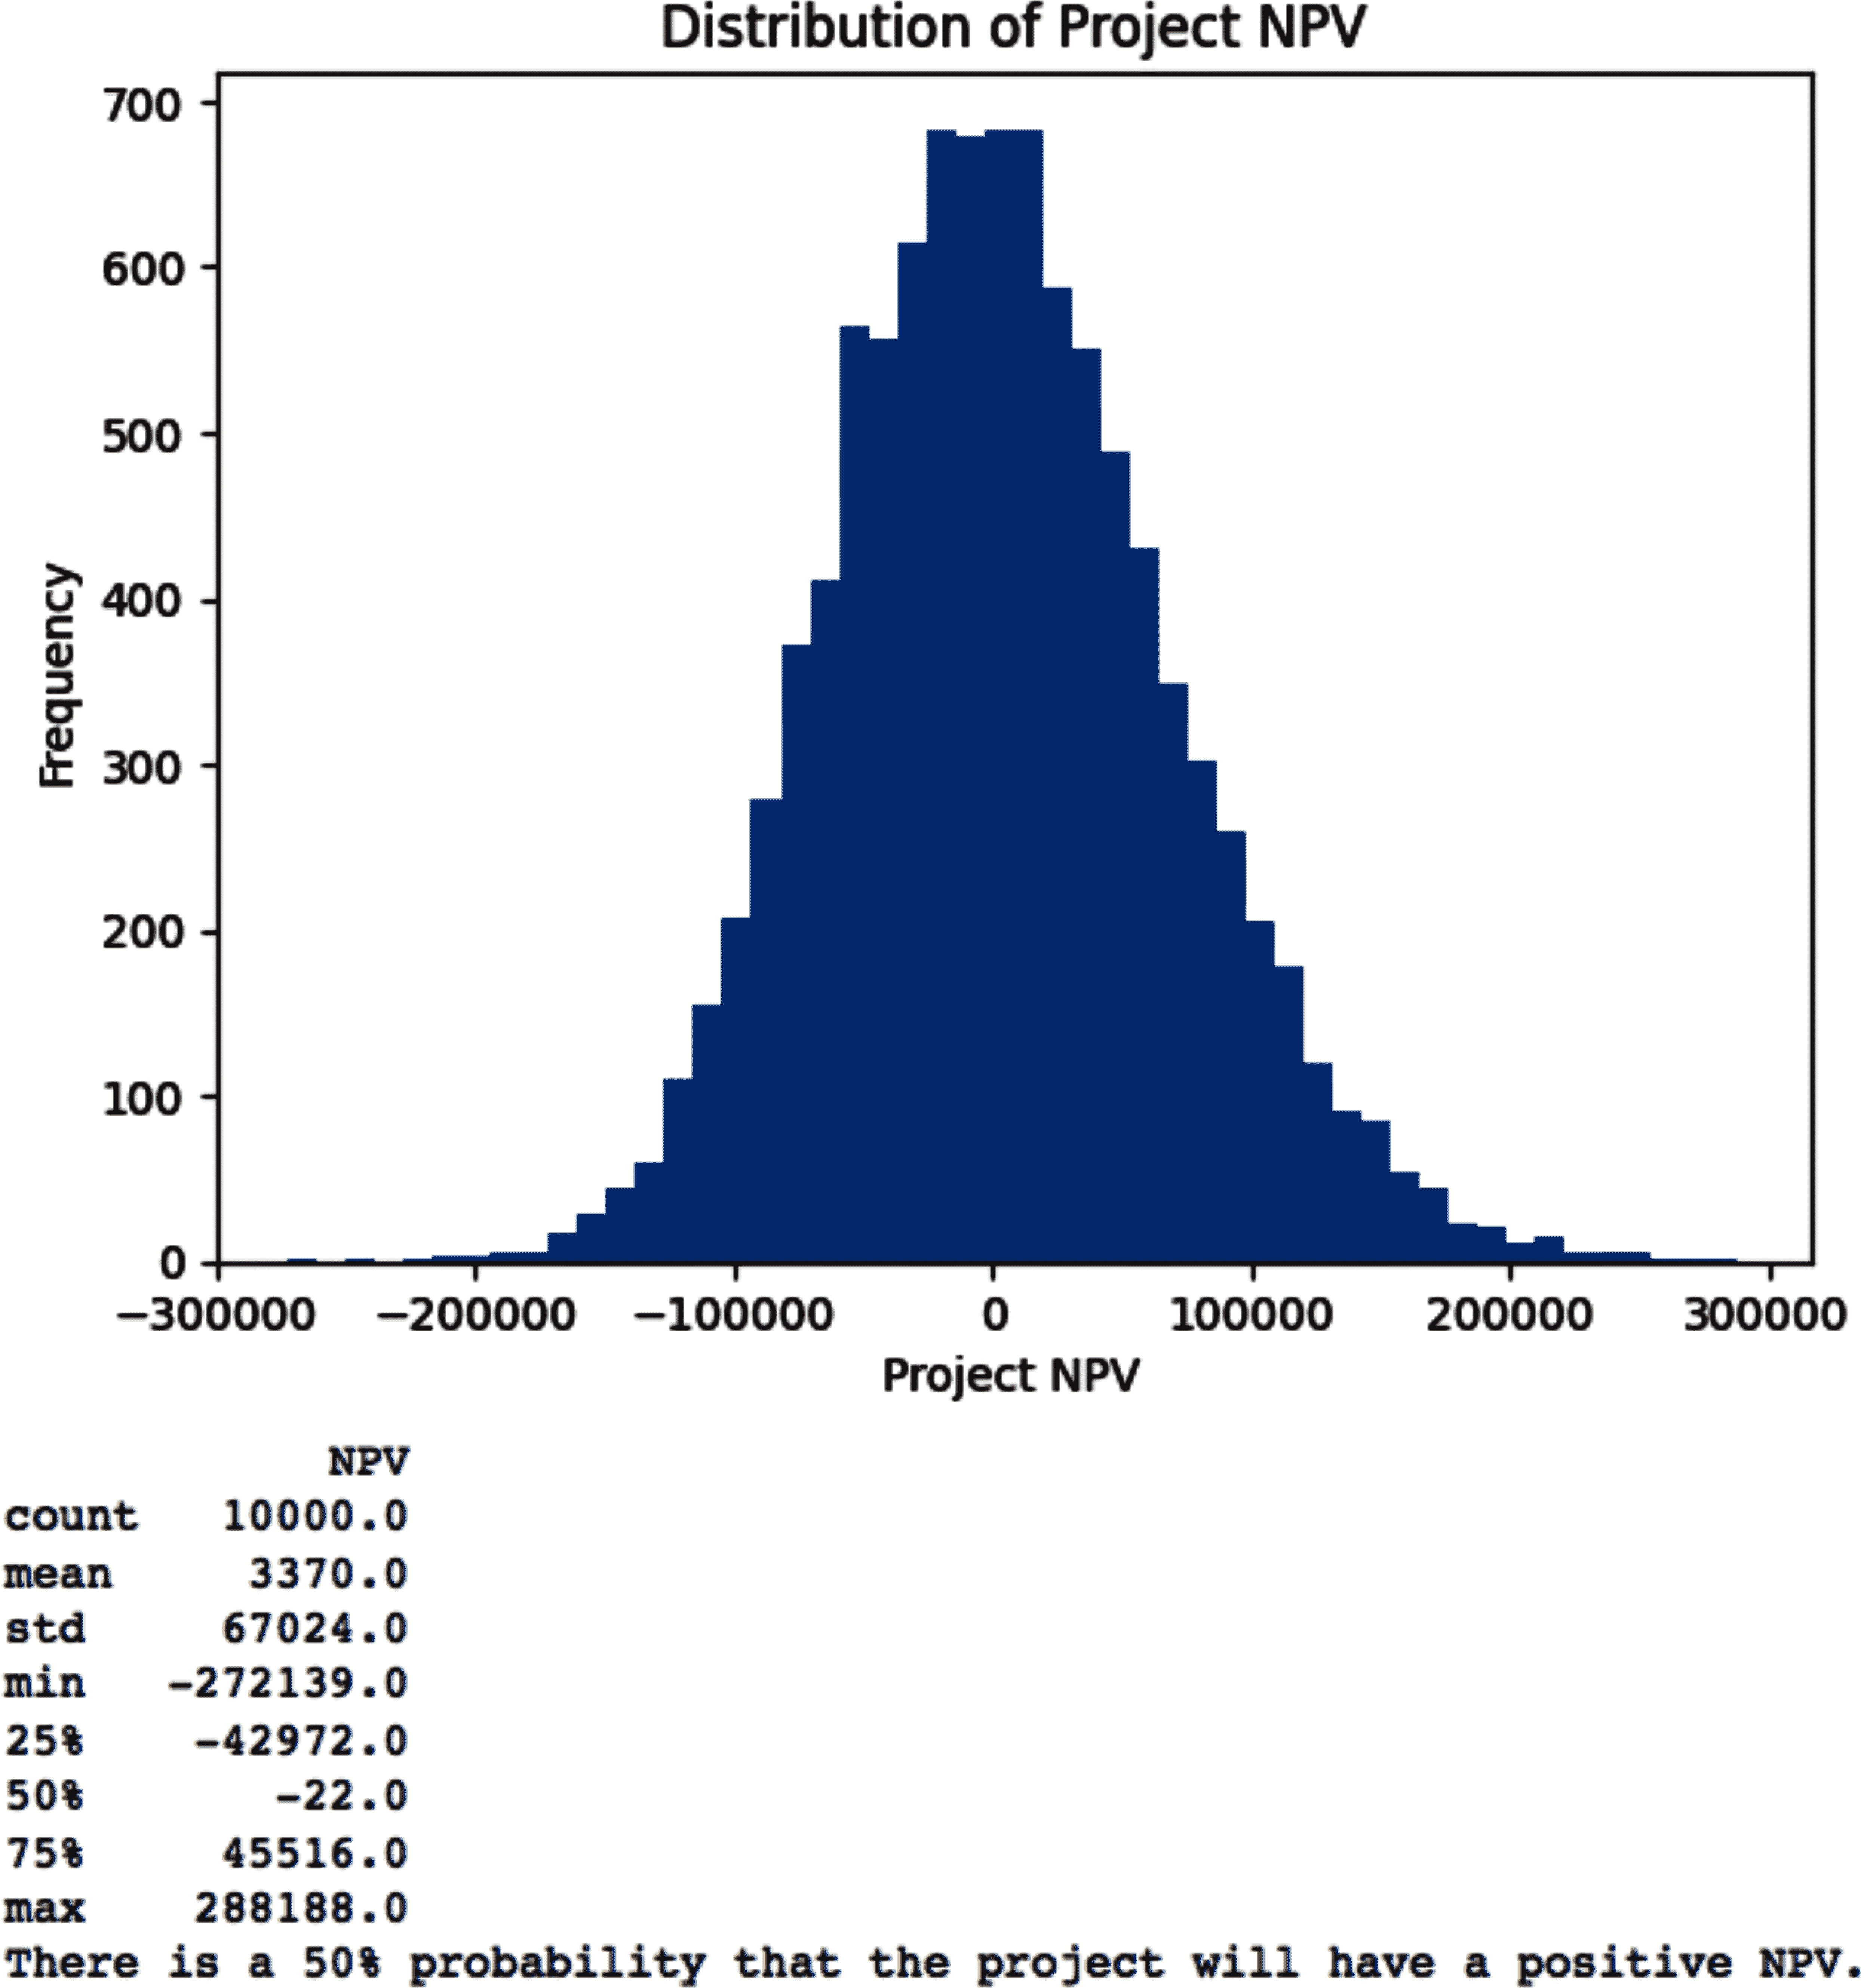 Distribution of Project NPV
700
600
500
400
300
200
100
0
Frequency
−300000 −200000 −100000 0 100000 200000 300000
Project NPV
NPV
count 10000.0
mean 3370.0
std 67024.0
min -272139.0
25% -42972.0
50% -22.0
75% 45516.0
max 288188.0
There is a 50% probability that the project will have a positive NPV.